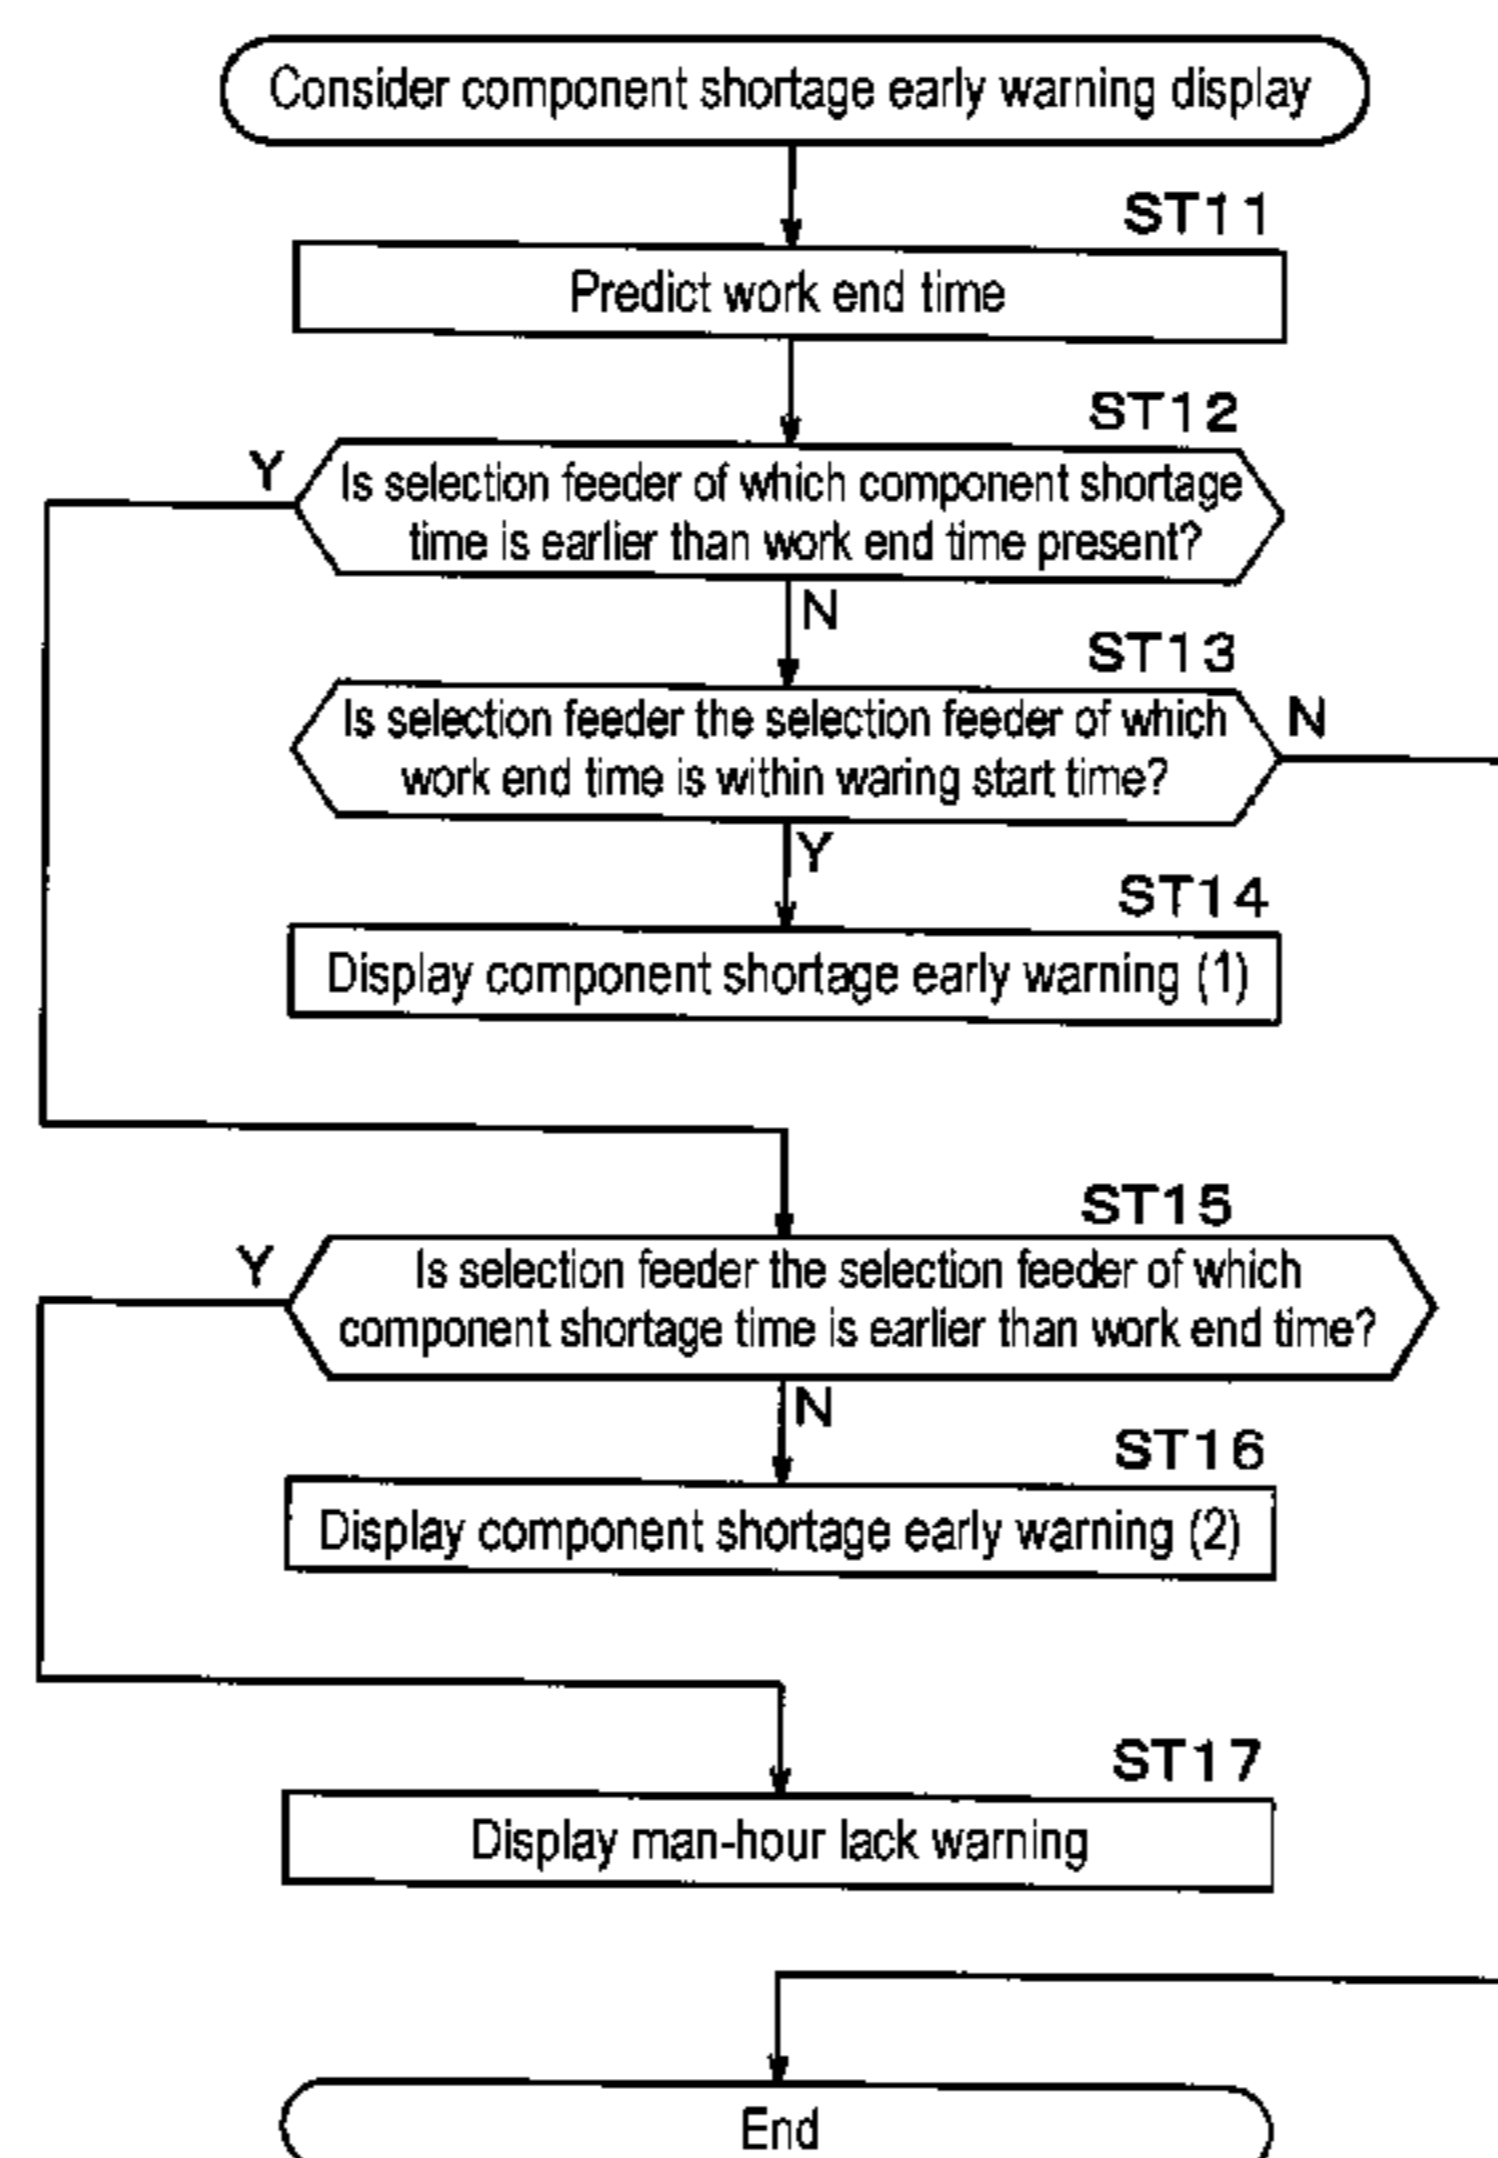 Consider component shortage early warning display
ST11
Predict work end time
ST12
Y
Is selection feeder of which component shortage
time is earlier than work end time present?
N
ST13
Is selection feeder the selection feeder of which
work end time is within waring start time?
N
Y
ST14
Display component shortage early warning (1)
ST15
Y
Is selection feeder the selection feeder of which
component shortage time is earlier than work end time?
N
ST16
Display component shortage early warning (2)
ST17
Display man-hour lack warning
End